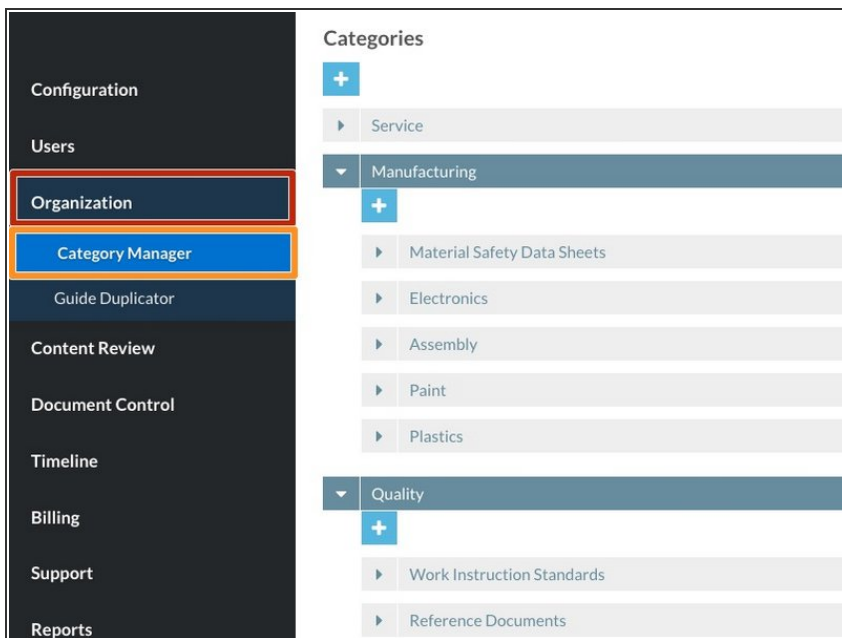 Configuration
Users
Organization
Category Manager
Guide Duplicator
Content Review
Document Control
Timeline
Billing
Support
Reports
Categories
Service
Manufacturing
Material Safety Data Sheets
Electronics
Assembly
Paint
Plastics
Quality
Work Instruction Standards
Reference Documents